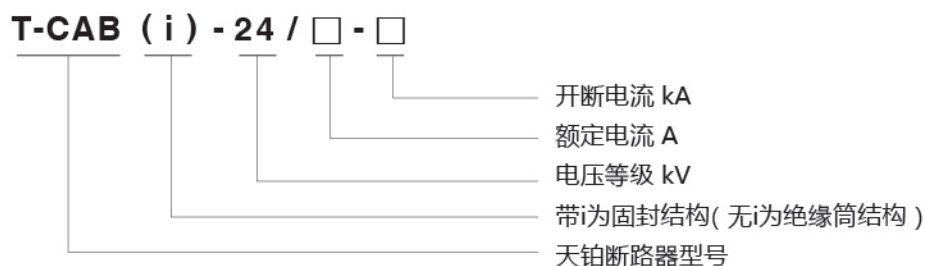 T-CAB (i) - 24 / □ - □
开断电流 kA
额定电流 A
电压等级 kV
带i为固封结构( 无i为绝缘筒结构 )
天铂断路器型号